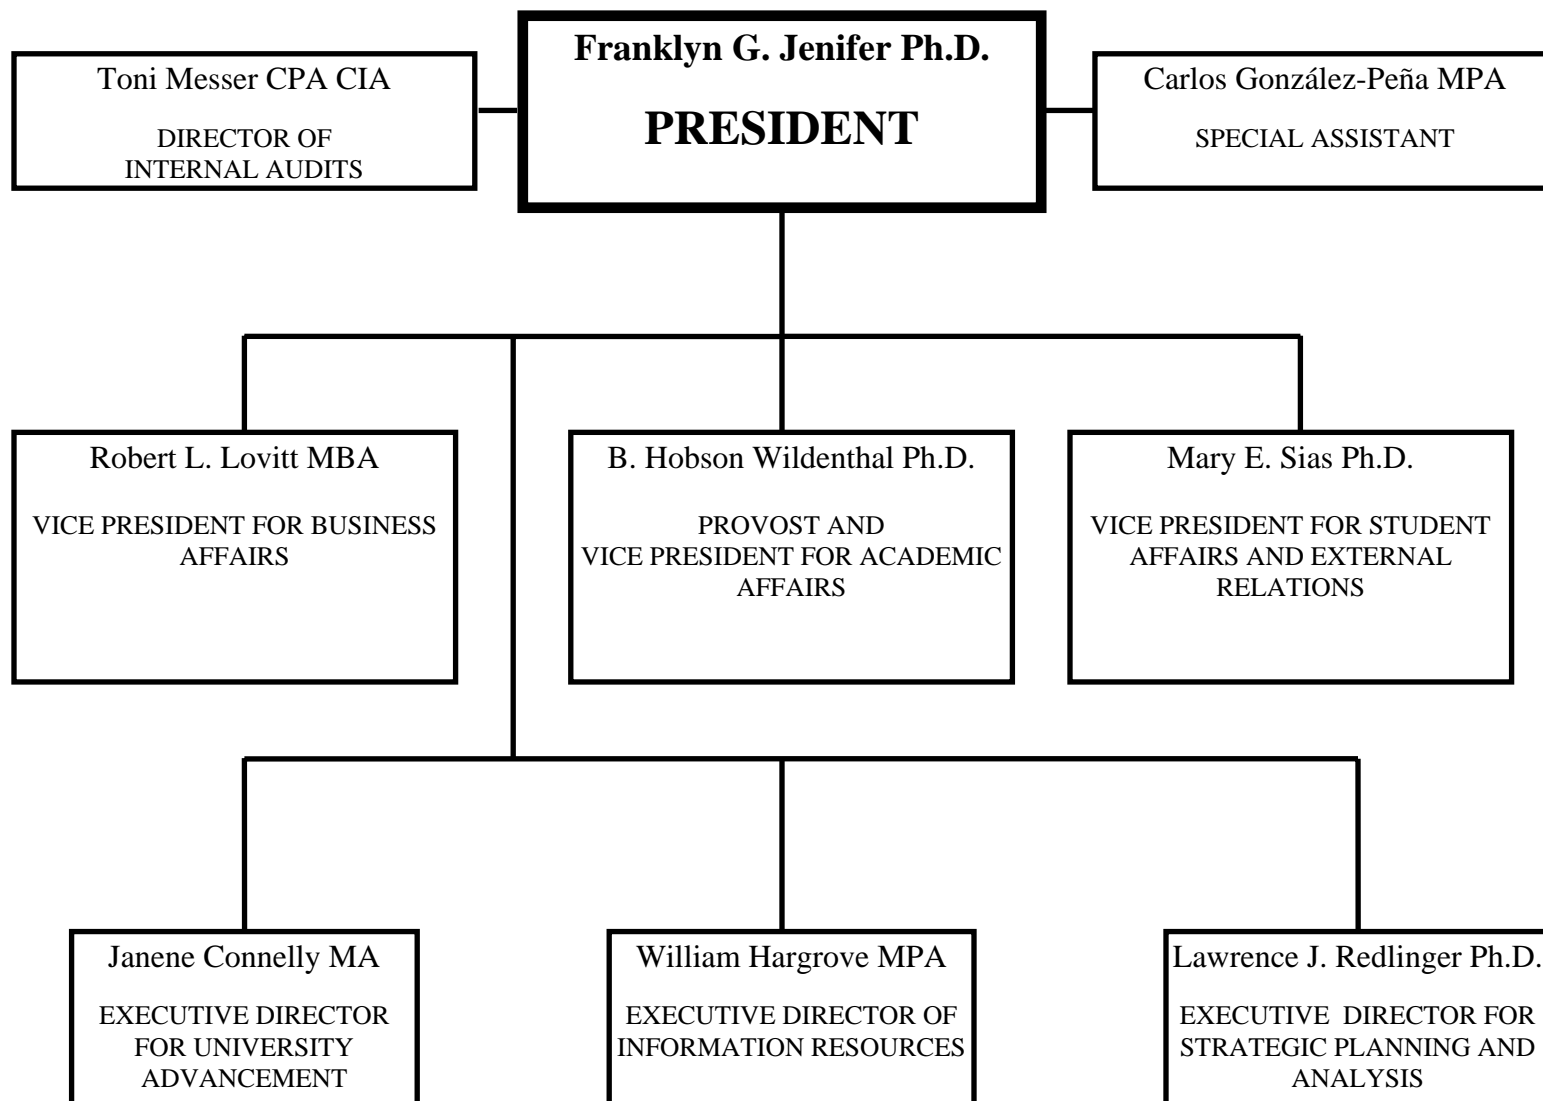 Toni Messer CPA CIA
DIRECTOR OF
INTERNAL AUDITS
Franklyn G. Jenifer Ph.D.
PRESIDENT
Carlos González-Peña MPA
SPECIAL ASSISTANT
Robert L. Lovitt MBA
VICE PRESIDENT FOR BUSINESS
AFFAIRS
B. Hobson Wildenthal Ph.D.
PROVOST AND
VICE PRESIDENT FOR ACADEMIC
AFFAIRS
Mary E. Sias Ph.D.
VICE PRESIDENT FOR STUDENT
AFFAIRS AND EXTERNAL
RELATIONS
Janene Connelly MA
EXECUTIVE DIRECTOR
FOR UNIVERSITY
ADVANCEMENT
William Hargrove MPA
EXECUTIVE DIRECTOR OF
INFORMATION RESOURCES
Lawrence J. Redlinger Ph.D.
EXECUTIVE  DIRECTOR FOR
STRATEGIC PLANNING AND
ANALYSIS